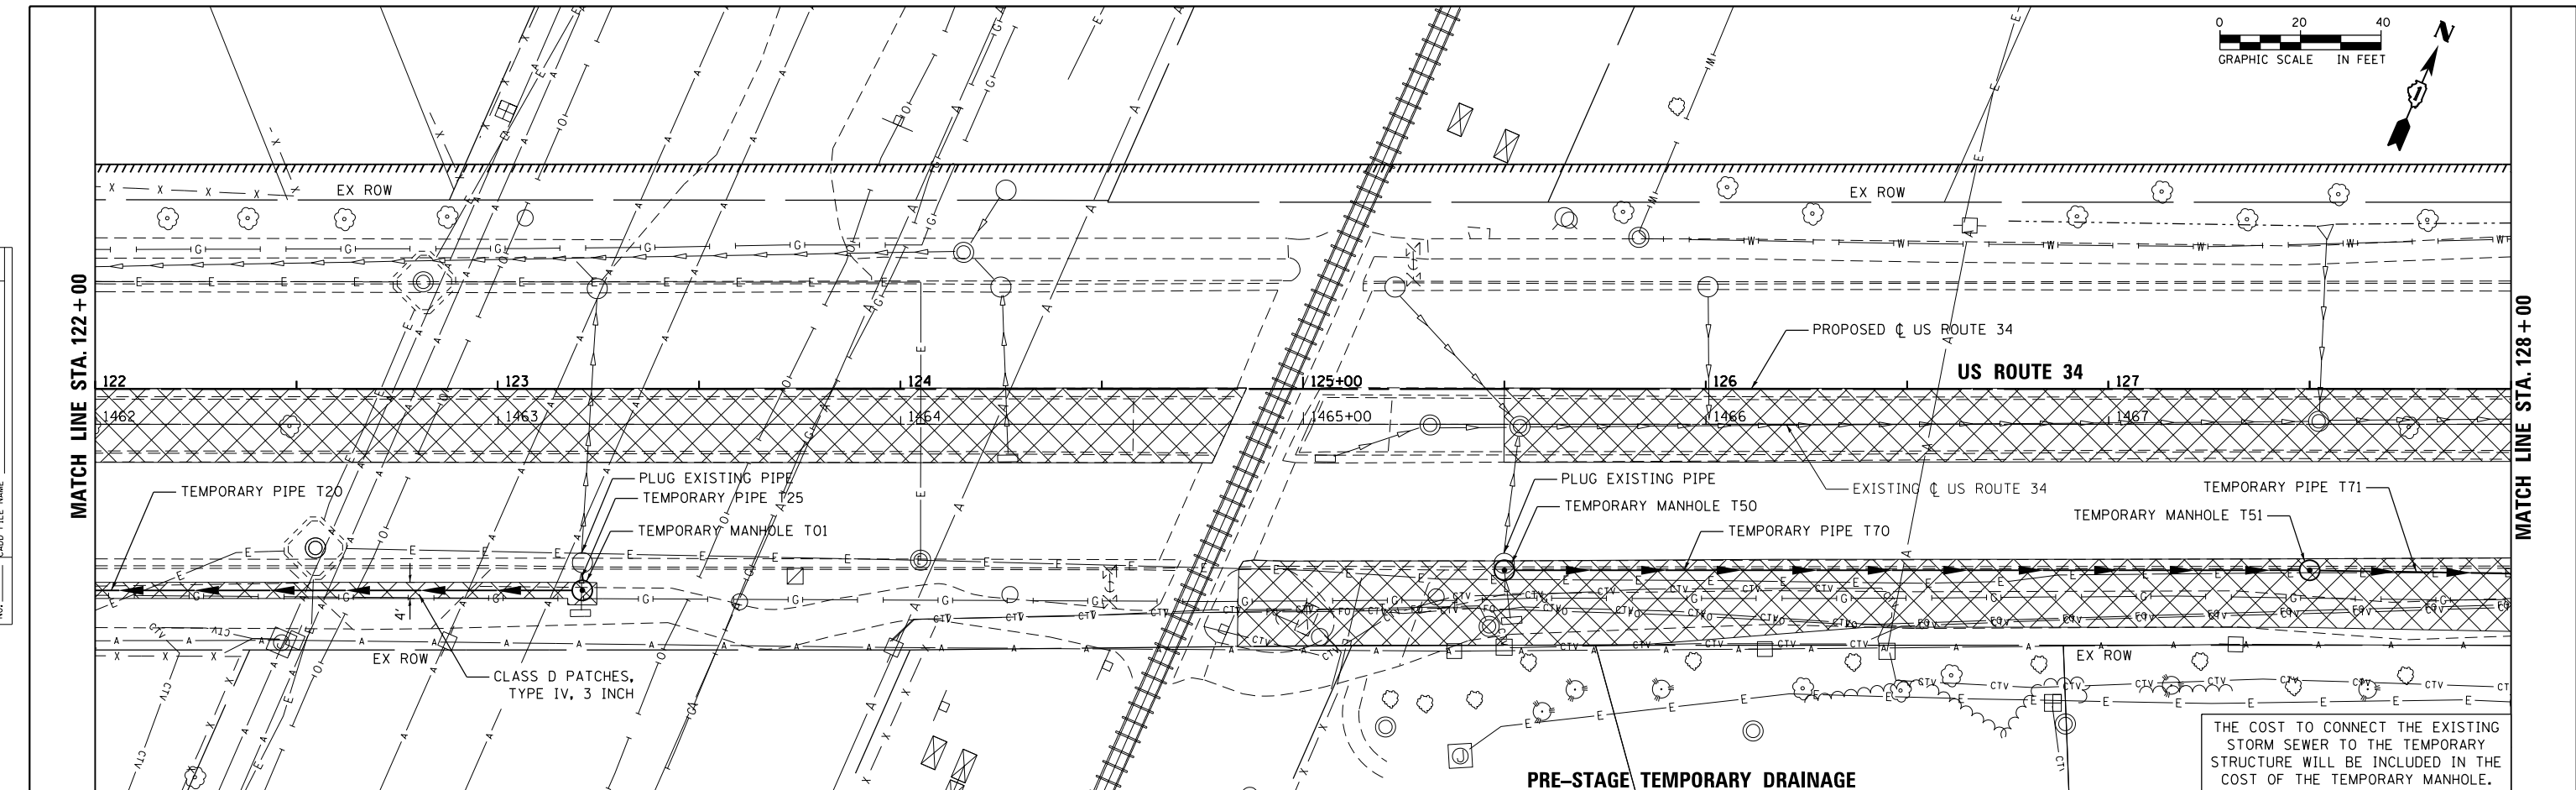 0 20 40
GRAPHIC SCALE IN FEET
N
EX ROW
EX ROW
MATCH LINE STA. 122+00
MATCH LINE STA. 128+00
PROPOSED ℄ US ROUTE 34
US ROUTE 34
122 123 124 125+00 126 127
1462 1463 1464 1465+00 1466 1467
EXISTING ℄ US ROUTE 34
TEMPORARY PIPE T20
PLUG EXISTING PIPE
TEMPORARY PIPE T25
TEMPORARY MANHOLE T01
PLUG EXISTING PIPE
TEMPORARY MANHOLE T50
TEMPORARY PIPE T70
TEMPORARY PIPE T71
TEMPORARY MANHOLE T51
4'
EX ROW
EX ROW
CLASS D PATCHES,
TYPE IV, 3 INCH
J
THE COST TO CONNECT THE EXISTING
STORM SEWER TO THE TEMPORARY
STRUCTURE WILL BE INCLUDED IN THE
COST OF THE TEMPORARY MANHOLE.
PRE-STAGE TEMPORARY DRAINAGE
CADD FILE NAME